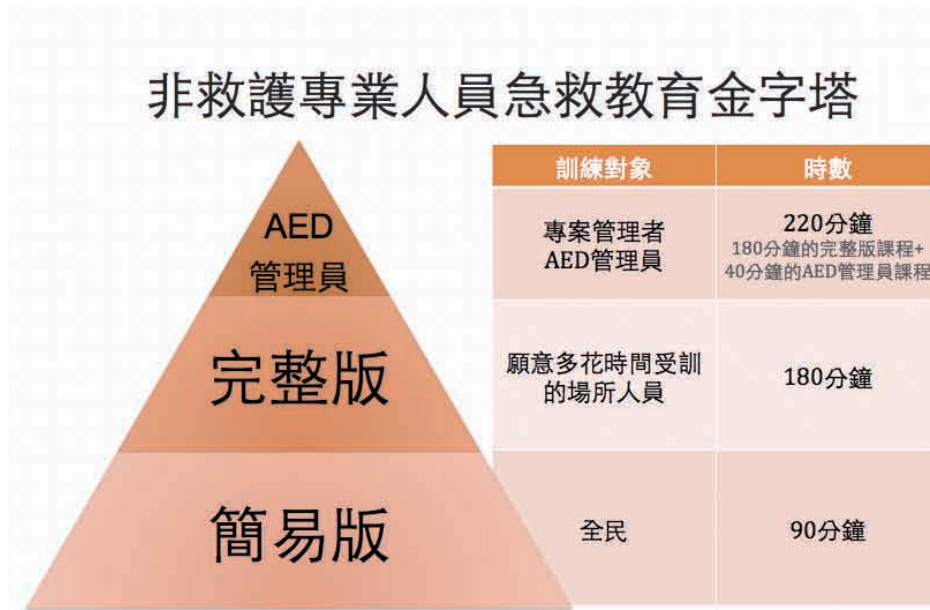 非救護專業人員急救教育金字塔
訓練對象
時數
AED
管理員
專案管理者
AED管理員
220分鐘
180分鐘的完整版課程+
40分鐘的AED管理員課程
完整版
願意多花時間受訓
的場所人員
180分鐘
簡易版
全民
90分鐘